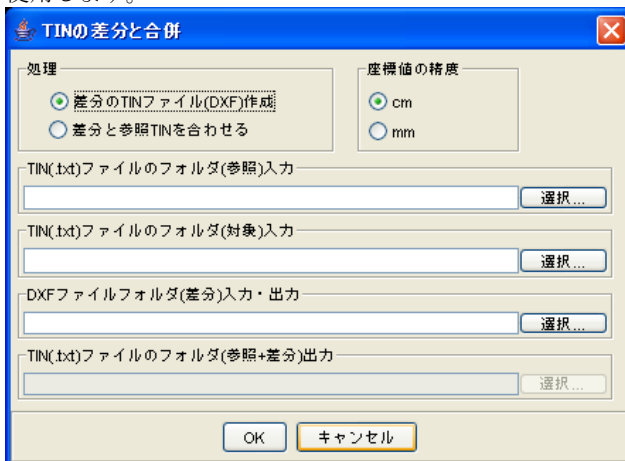 使用します。
TINの差分と合併
処理
差分のTINファイル(DXF)作成
差分と参照TINを合わせる
座標値の精度
cm
mm
TIN(.txt)ファイルのフォルダ(参照)入力
選択...
TIN(.txt)ファイルのフォルダ(対象)入力
選択...
DXFファイルフォルダ(差分)入力・出力
選択...
TIN(.txt)ファイルのフォルダ(参照+差分)出力
選択...
OK
キャンセル